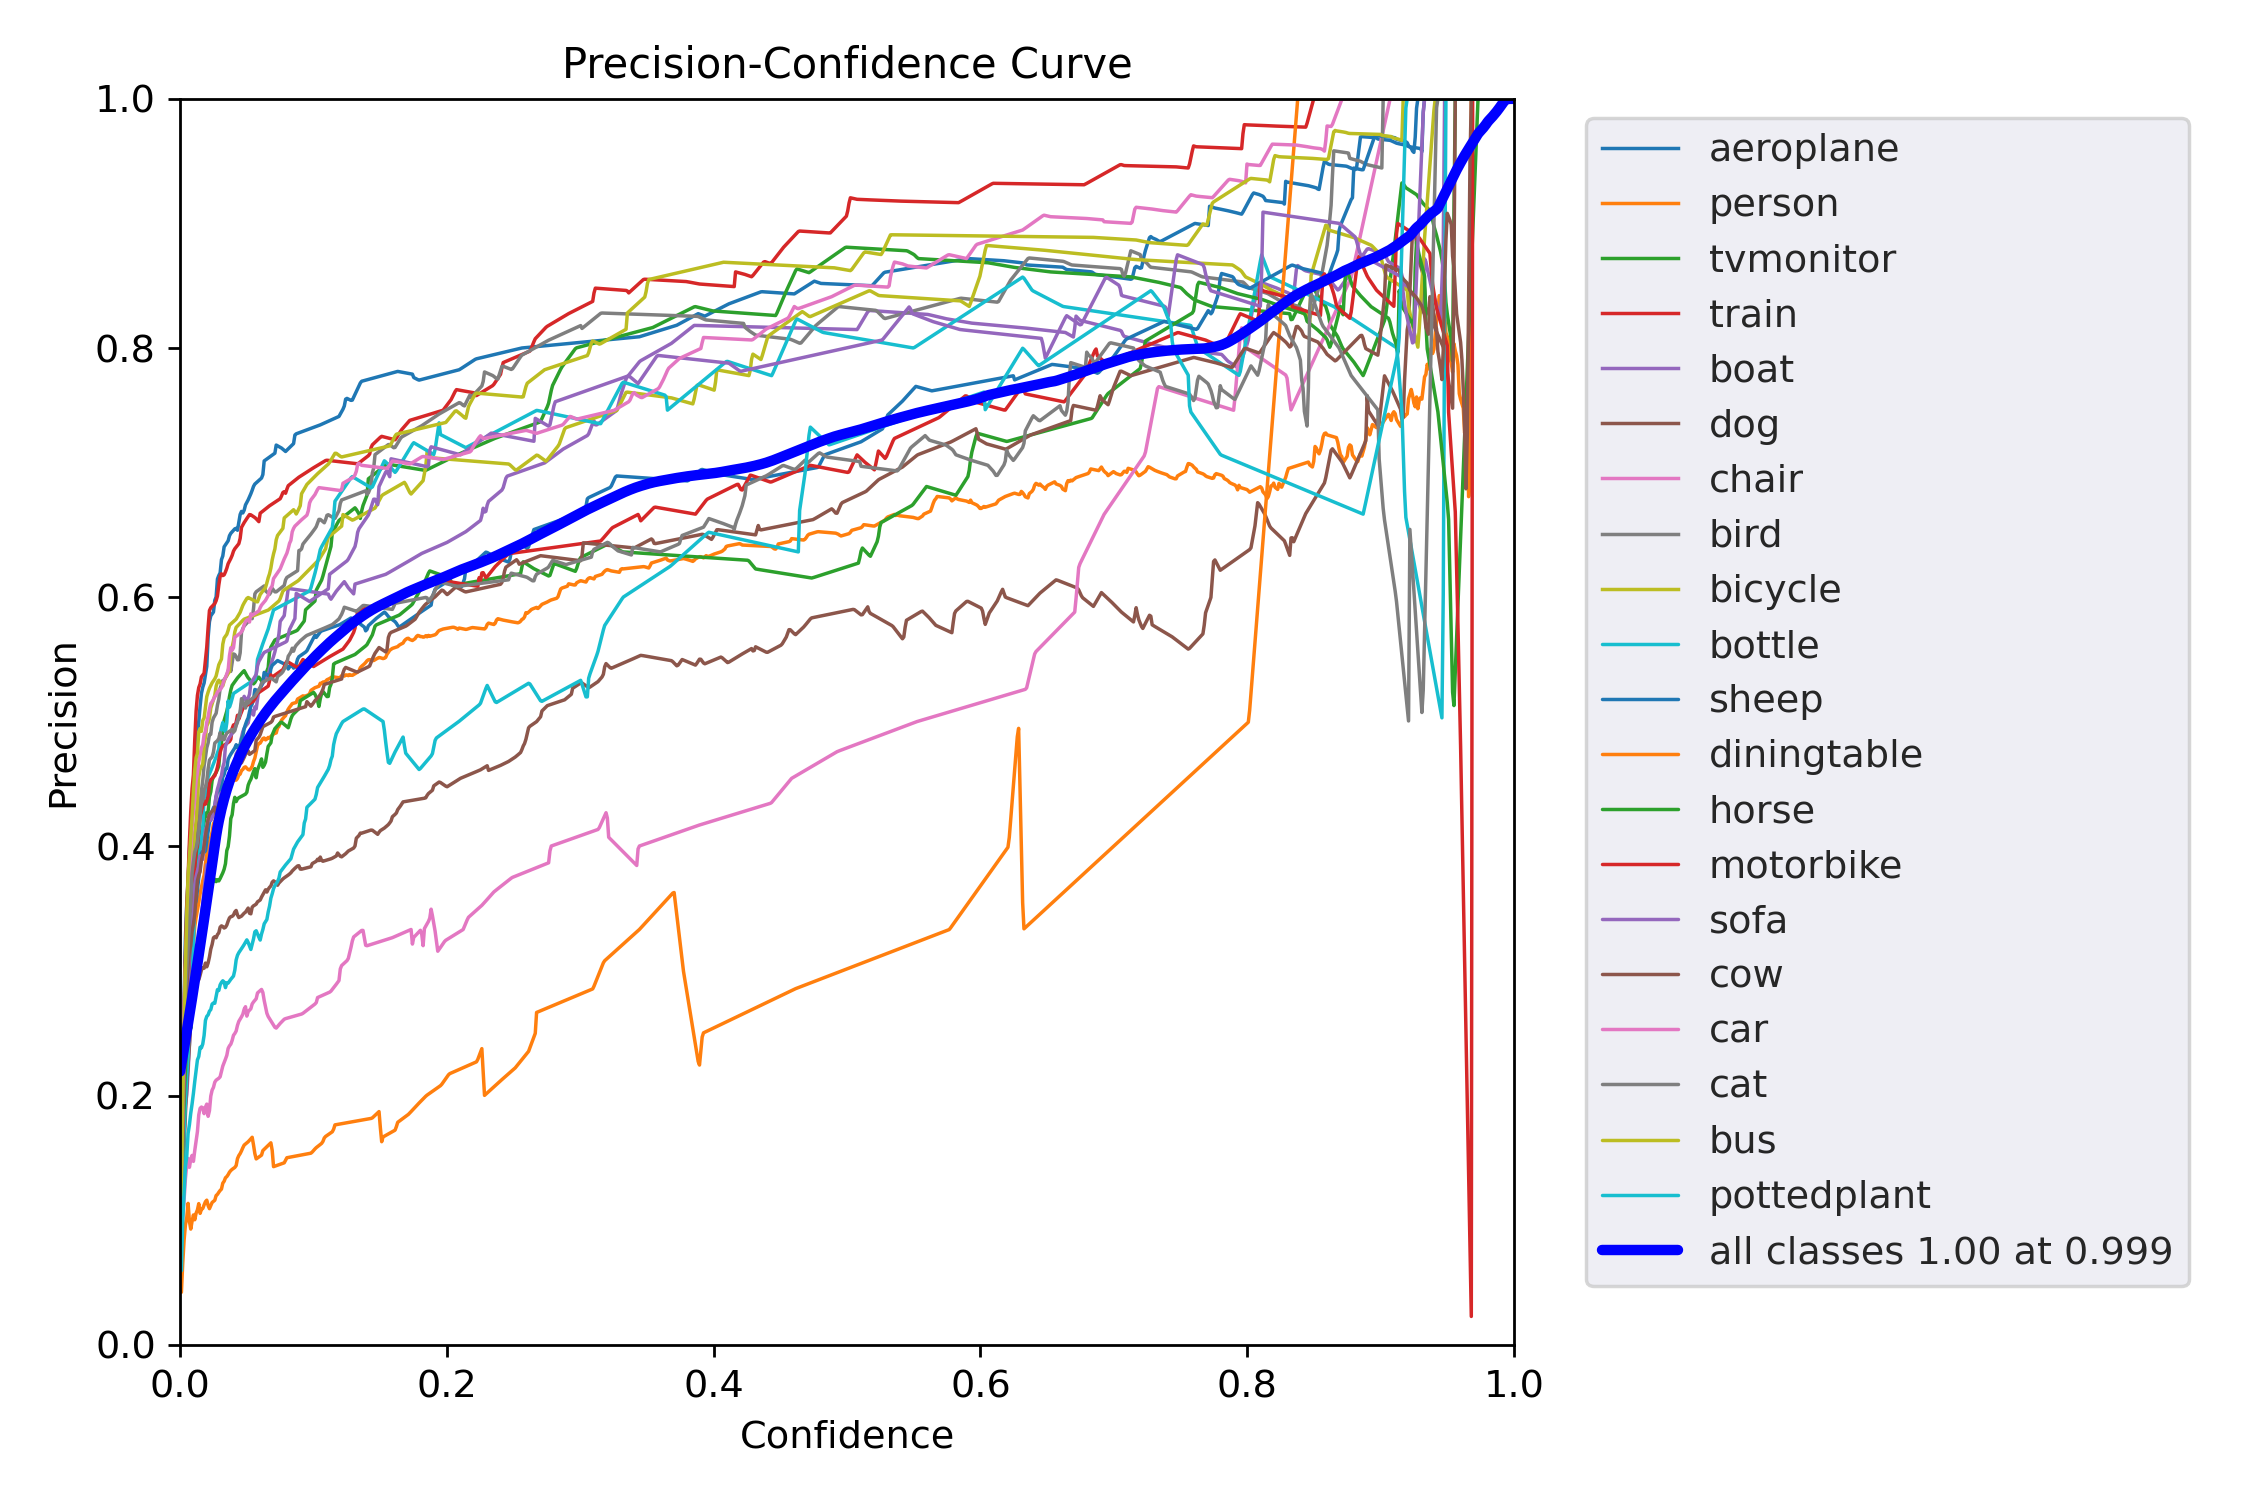 Precision-Confidence Curve
1.0
0.8
0.6
0.4
0.2
0.0
Precision
0.0 0.2 0.4 0.6 0.8 1.0
Confidence
aeroplane
person
tvmonitor
train
boat
dog
chair
bird
bicycle
bottle
sheep
diningtable
horse
motorbike
sofa
cow
car
cat
bus
pottedplant
all classes 1.00 at 0.999